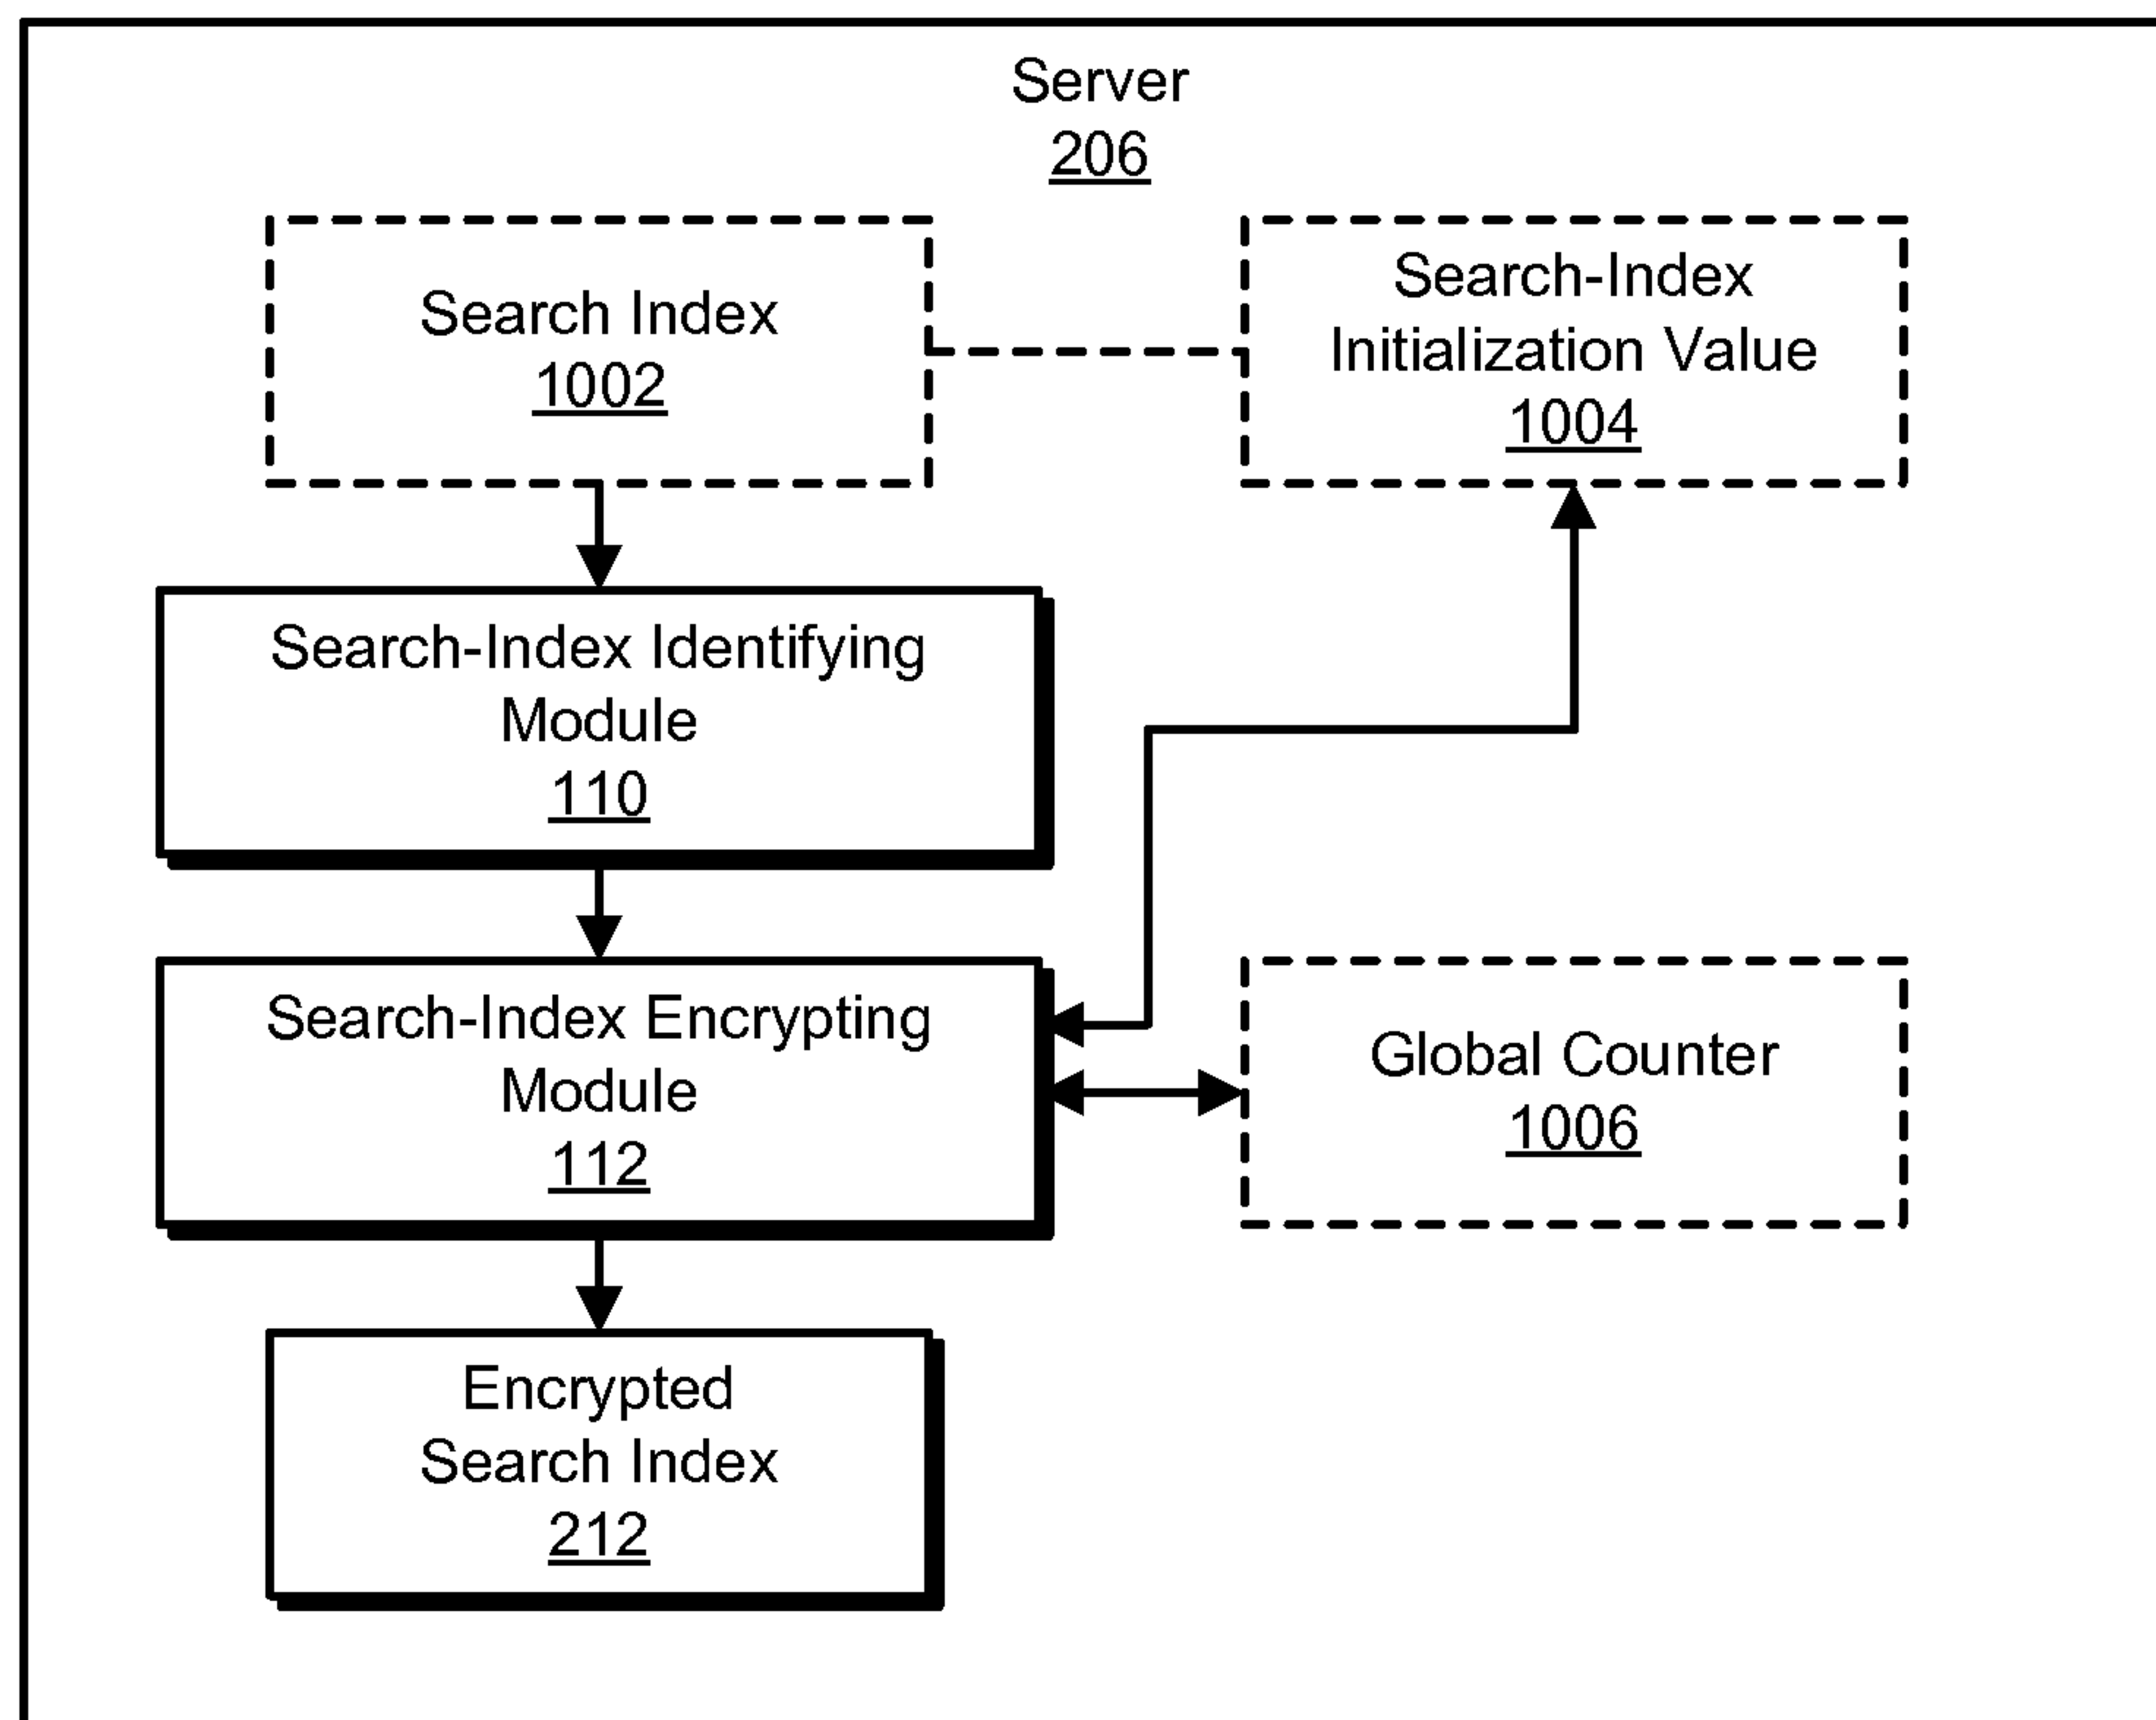 Server
206
Search Index
1002
Search-Index
Initialization Value
1004
Search-Index Identifying
Module
110
Search-Index Encrypting
Module
112
Global Counter
1006
Encrypted
Search Index
212